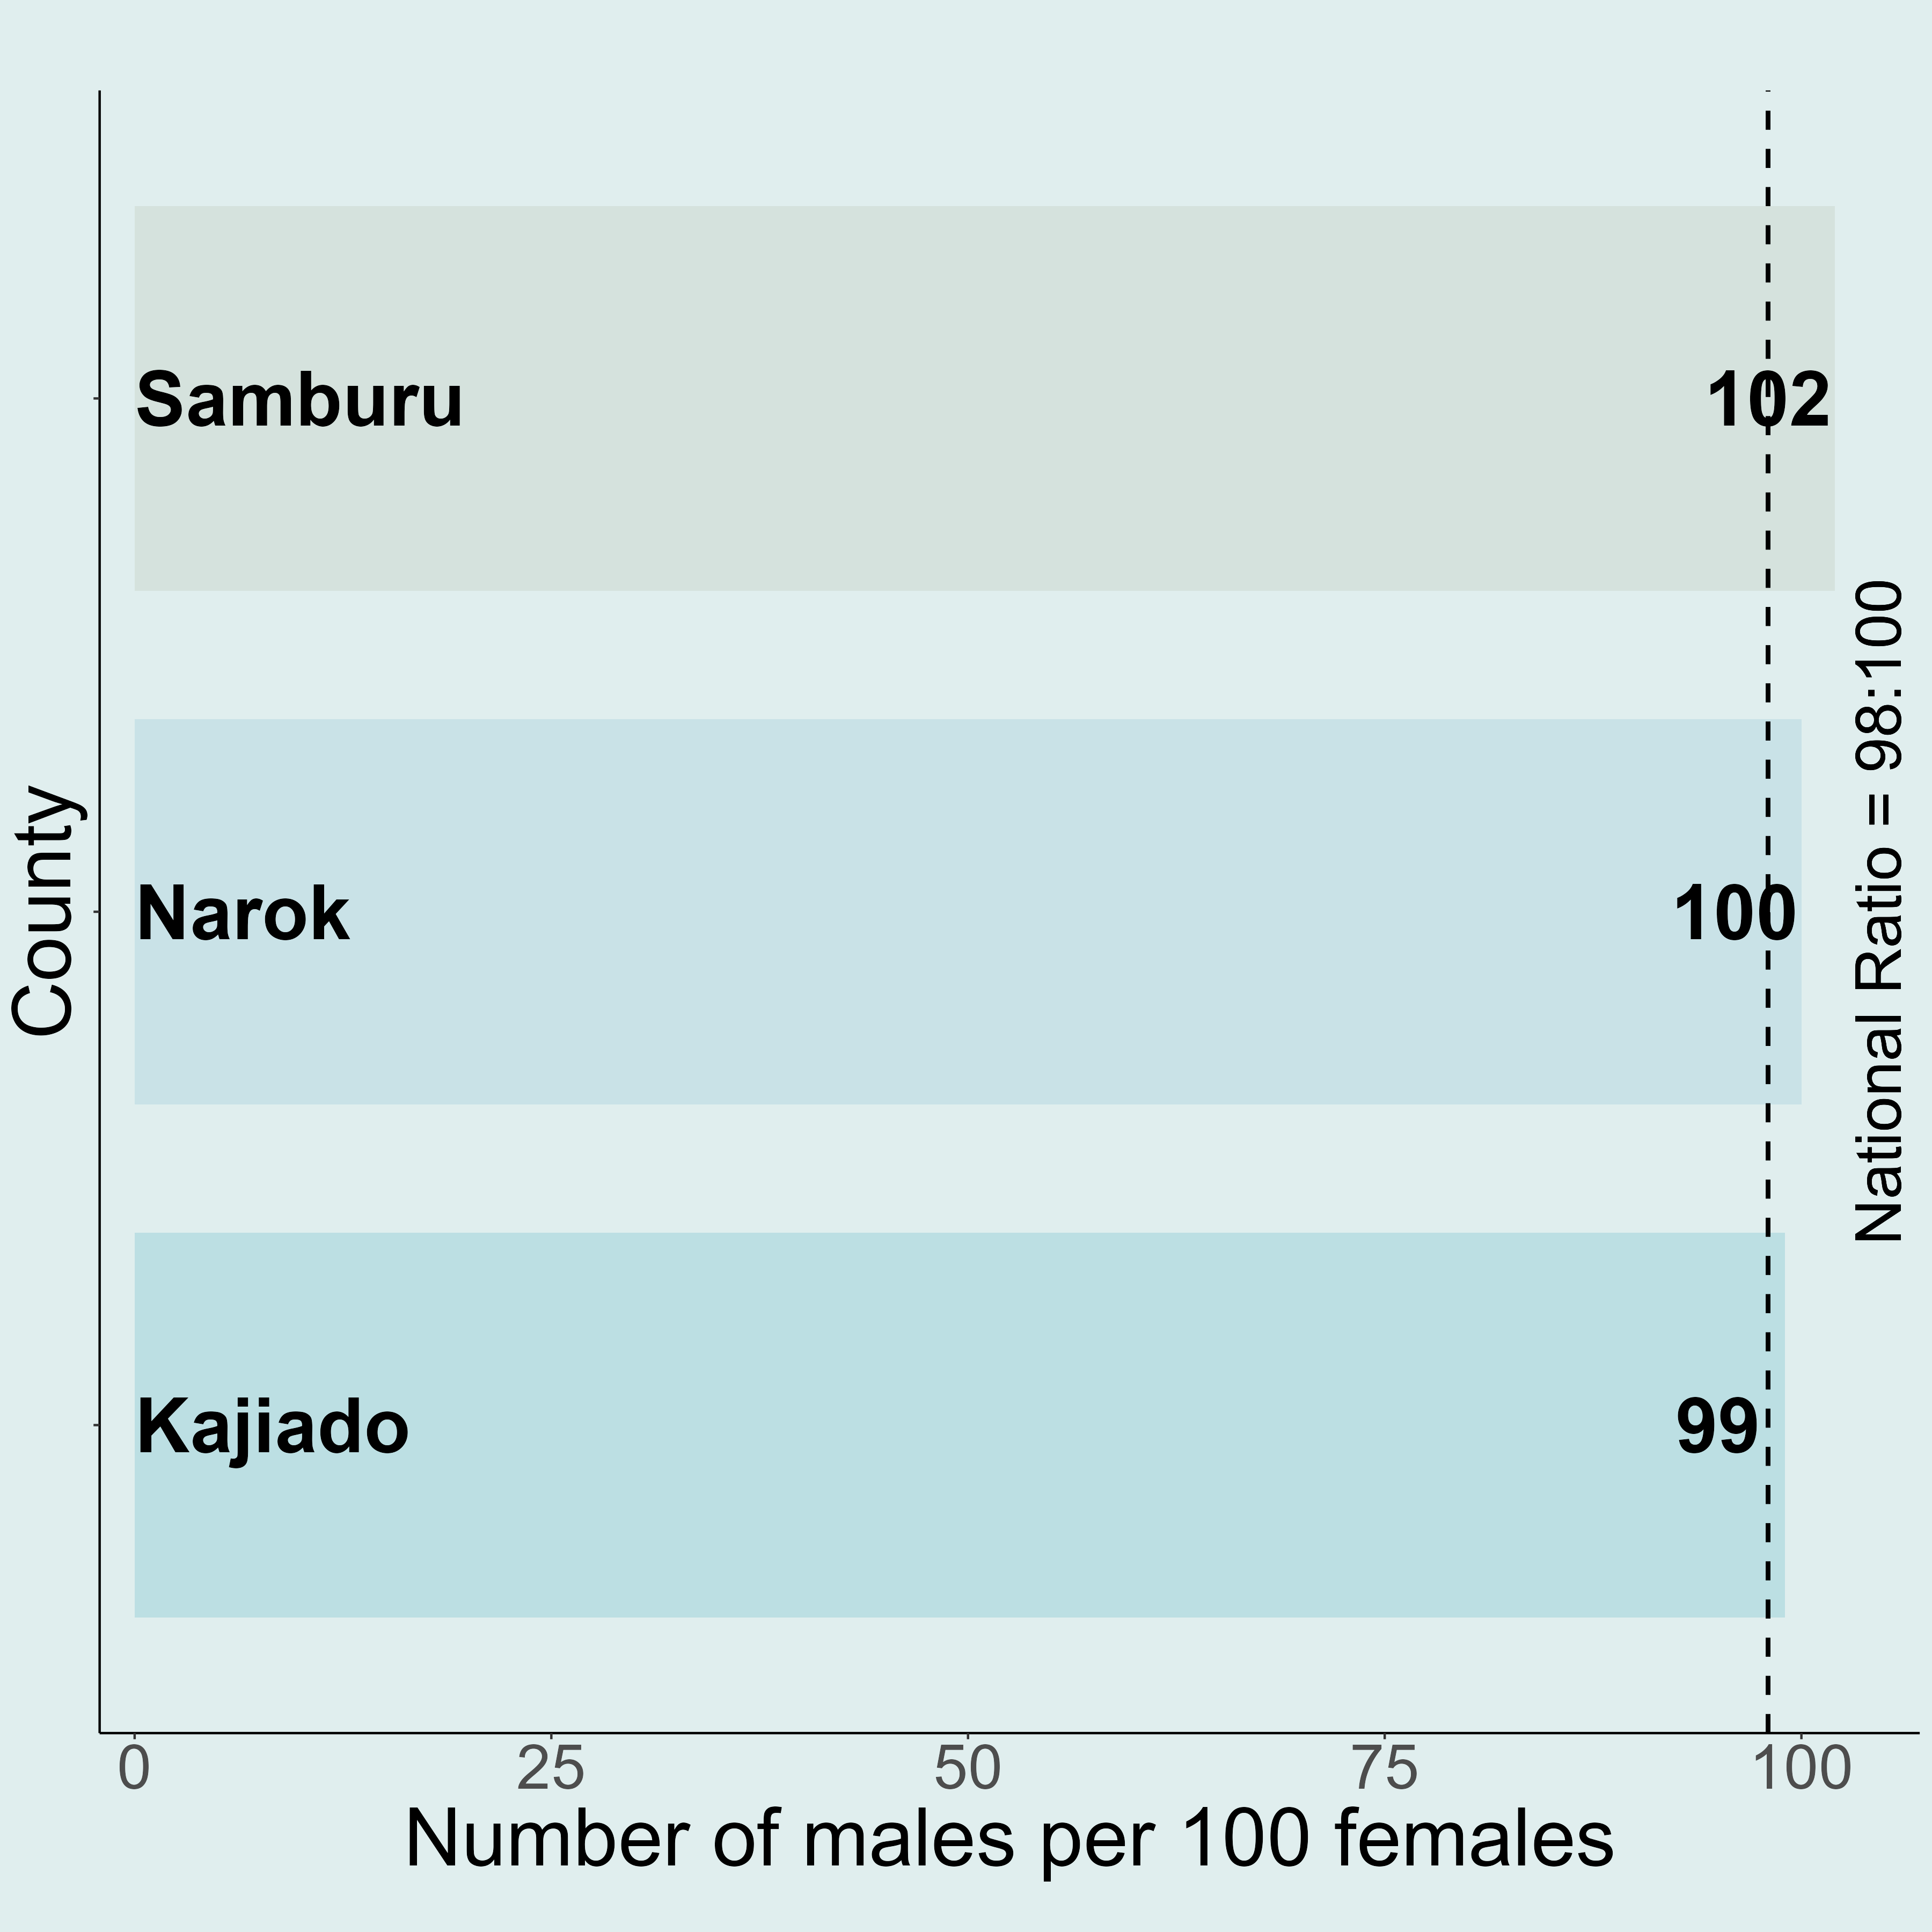 Samburu 102
Narok 100
Kajiado 99
County
National Ratio = 98:100
0 25 50 75 100
Number of males per 100 females